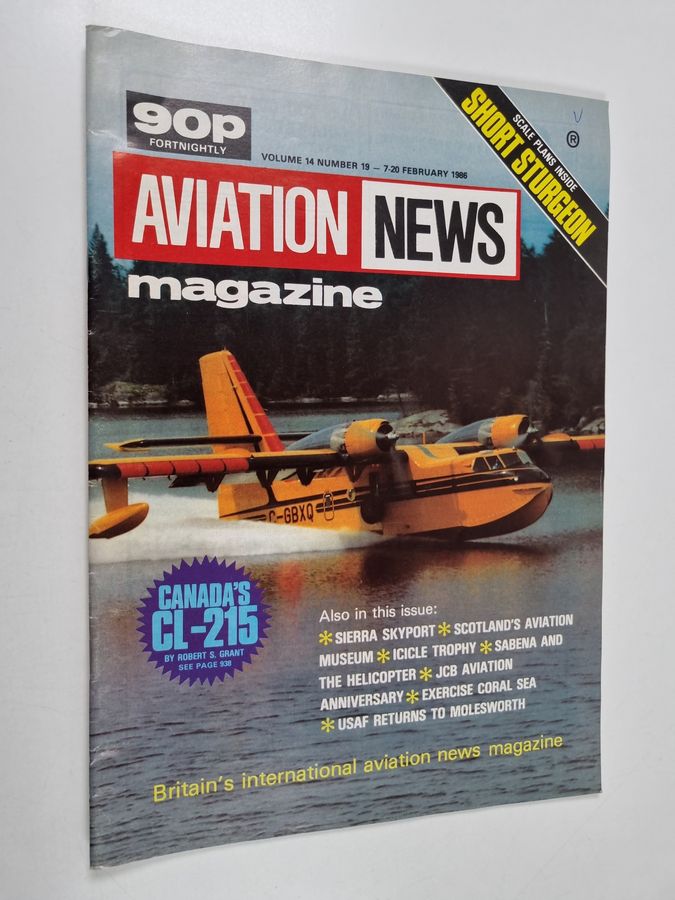 90p
FORTNIGHTLY
VOLUME 14 NUMBER 19 – 7-20 FEBRUARY 1986
SCALE PLANS INSIDE
SHORT STURGEON
®
AVIATION NEWS
magazine
C-GBXQ
CANADA'S
CL-215
BY ROBERT S. GRANT
SEE PAGE 938
Also in this issue:
* SIERRA SKYPORT * SCOTLAND'S AVIATION
MUSEUM * ICICLE TROPHY * SABENA AND
THE HELICOPTER * JCB AVIATION
ANNIVERSARY * EXERCISE CORAL SEA
* USAF RETURNS TO MOLESWORTH
Britain's international aviation news magazine